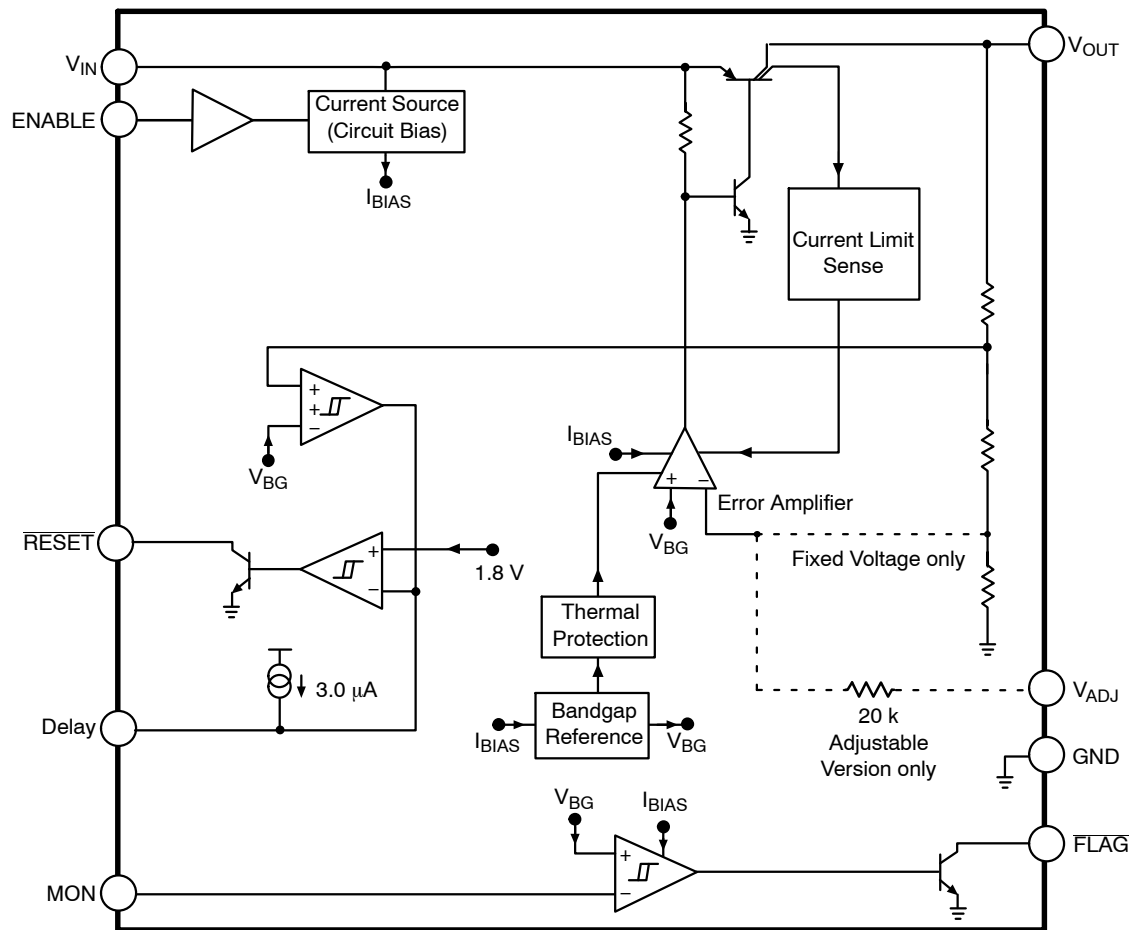 V_IN
V_OUT
ENABLE
Current Source
(Circuit Bias)
I_BIAS
Current Limit
Sense
+
+
−
V_BG
I_BIAS
+ −
Error Amplifier
V_BG
RESET
+
−
1.8 V
Fixed Voltage only
Thermal
Protection
3.0 μA
V_ADJ
20 k
Adjustable
Version only
Delay
I_BIAS
Bandgap
Reference
V_BG
GND
V_BG
I_BIAS
+
−
FLAG
MON